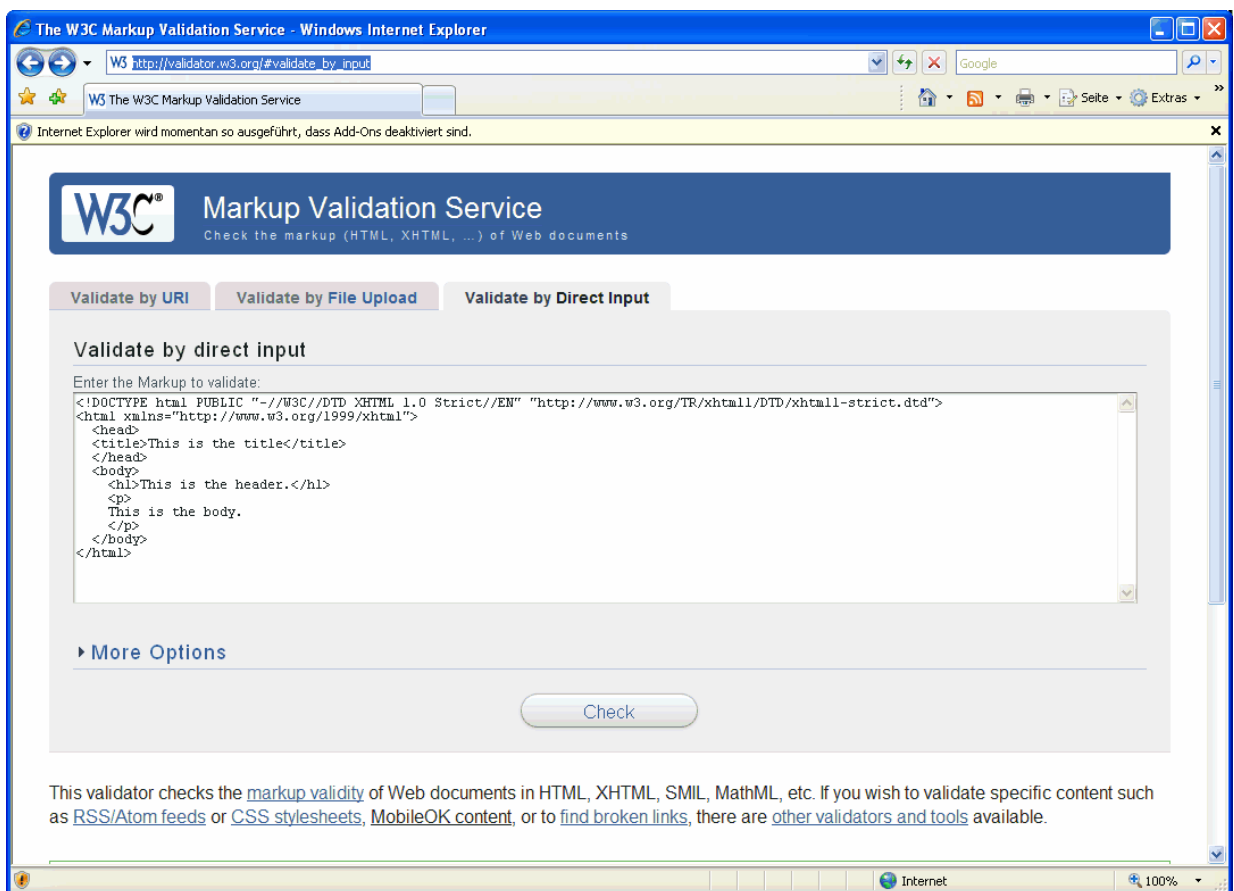 The W3C Markup Validation Service - Windows Internet Explorer
W3 http://validator.w3.org/#validate_by_input
Google
W3 The W3C Markup Validation Service
Seite
Extras
»
Internet Explorer wird momentan so ausgeführt, dass Add-Ons deaktiviert sind.
W3C® Markup Validation Service
Check the markup (HTML, XHTML, …) of Web documents
Validate by URI
Validate by File Upload
Validate by Direct Input
Validate by direct input
Enter the Markup to validate:
<!DOCTYPE html PUBLIC "-//W3C//DTD XHTML 1.0 Strict//EN" "http://www.w3.org/TR/xhtml1/DTD/xhtml1-strict.dtd">
<html xmlns="http://www.w3.org/1999/xhtml">
<head>
<title>This is the title</title>
</head>
<body>
<h1>This is the header.</h1>
<p>
This is the body.
</p>
</body>
</html>
More Options
Check
This validator checks the markup validity of Web documents in HTML, XHTML, SMIL, MathML, etc. If you wish to validate specific content such
as RSS/Atom feeds or CSS stylesheets, MobileOK content, or to find broken links, there are other validators and tools available.
Internet
100%